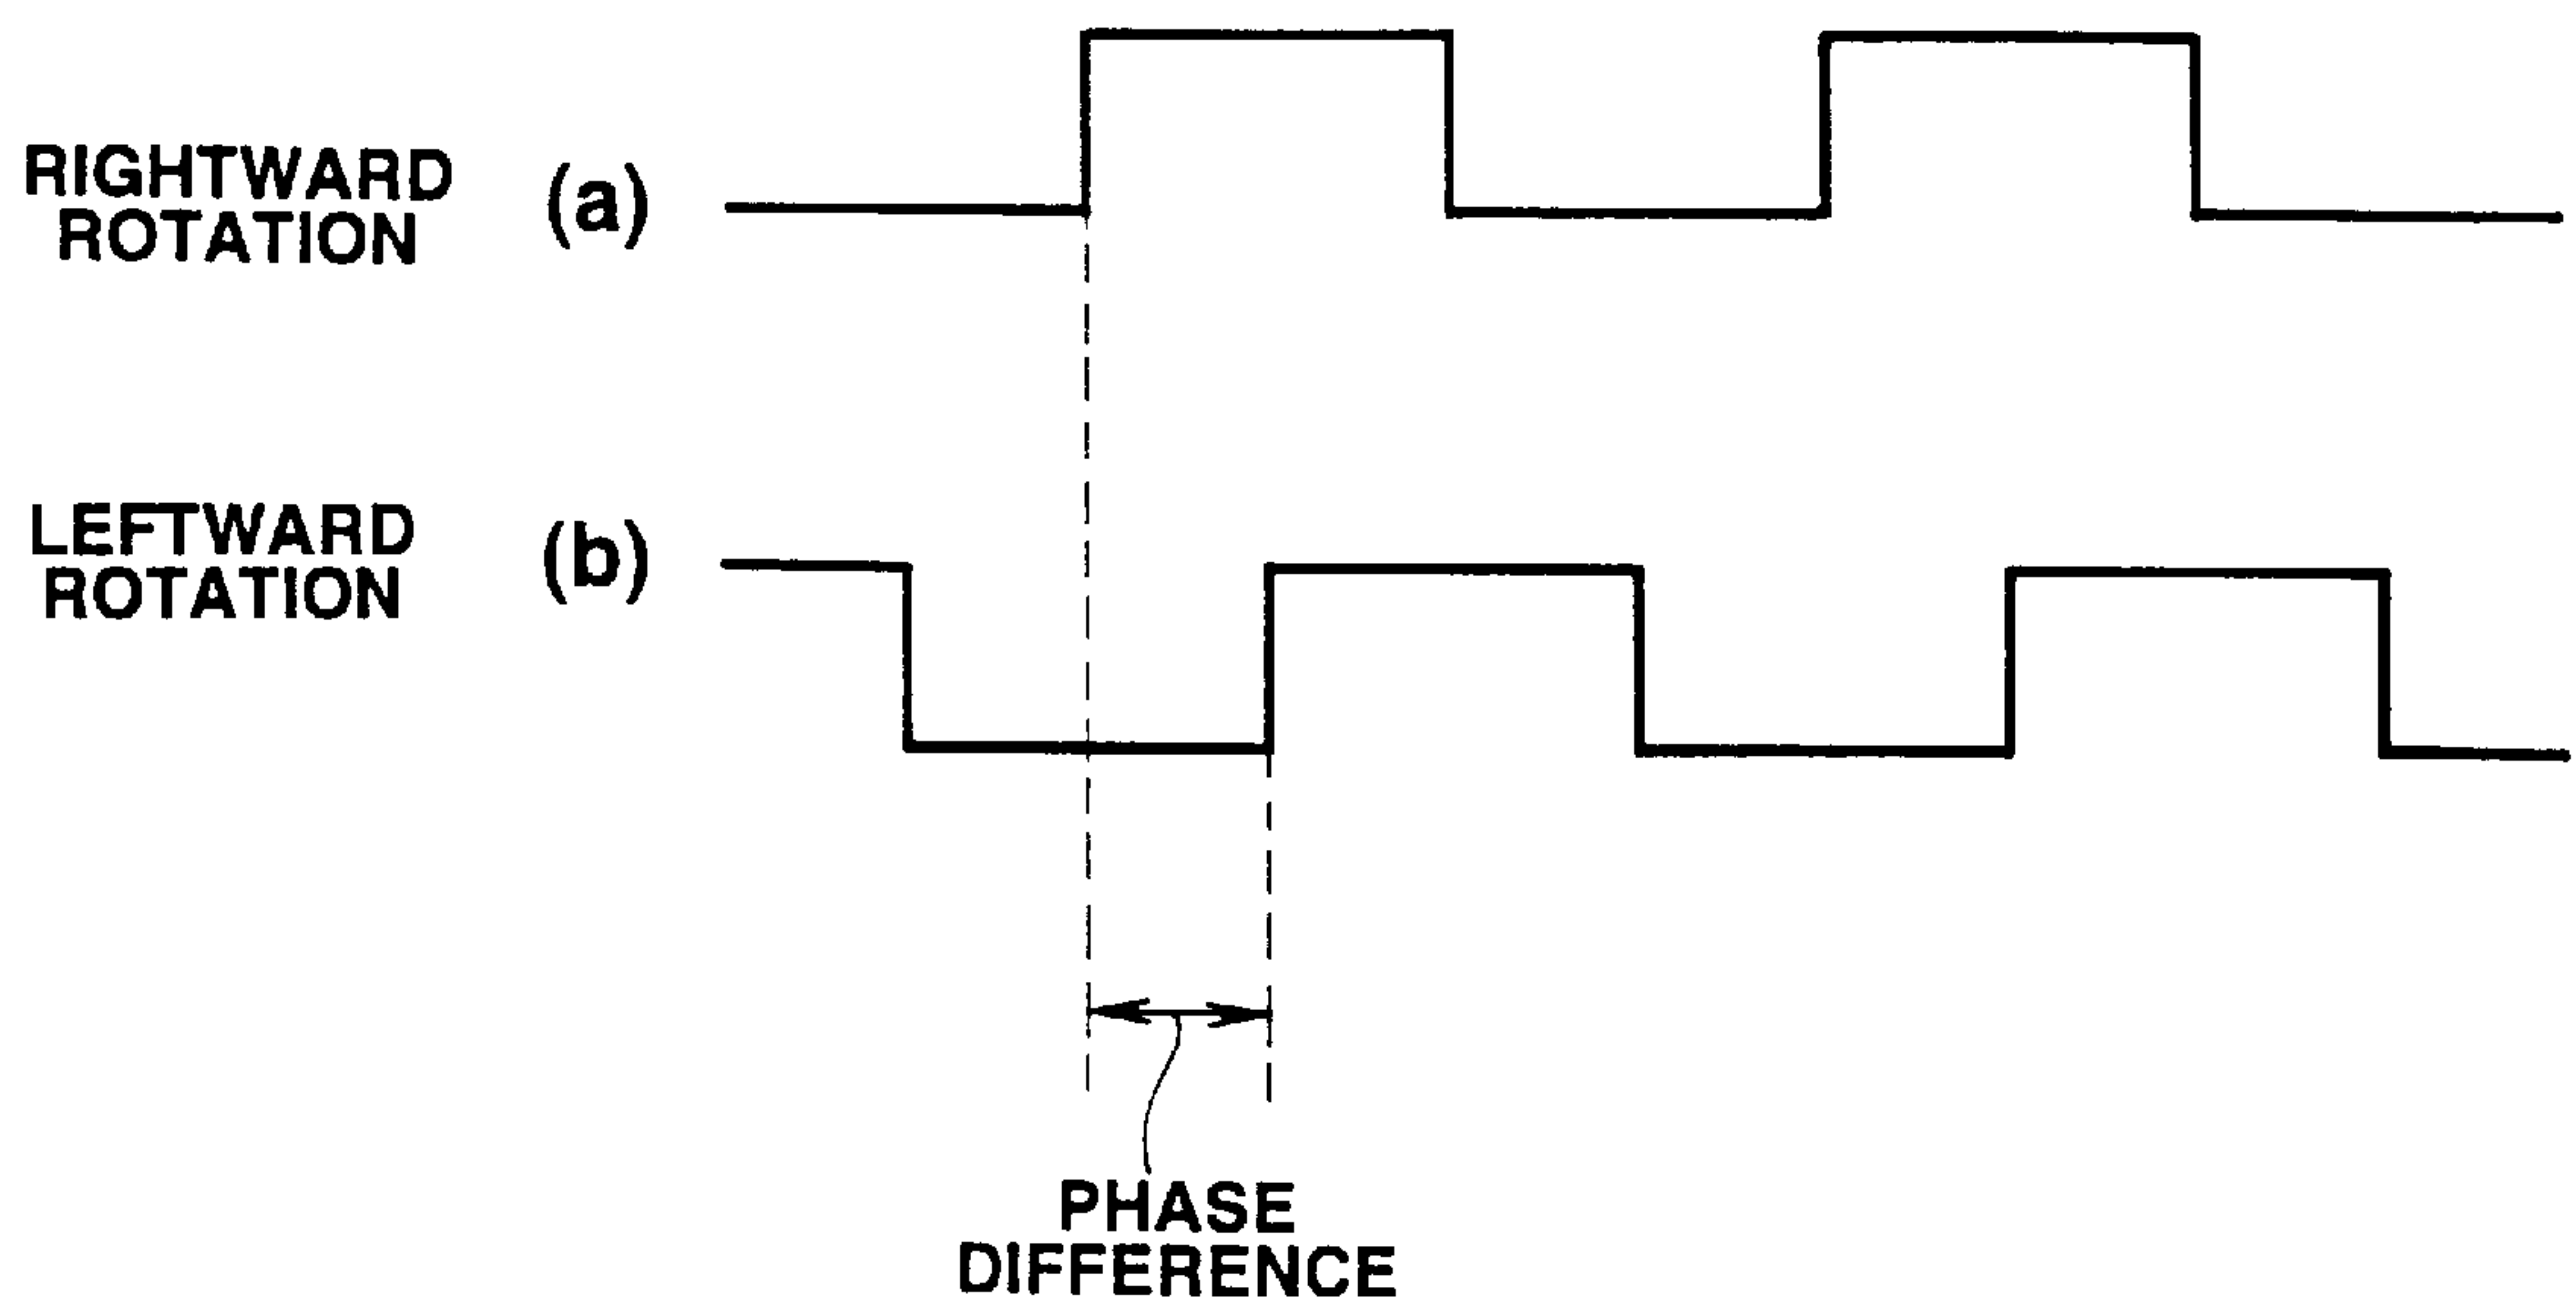 RIGHTWARD
ROTATION
(a)
LEFTWARD
ROTATION
(b)
PHASE
DIFFERENCE